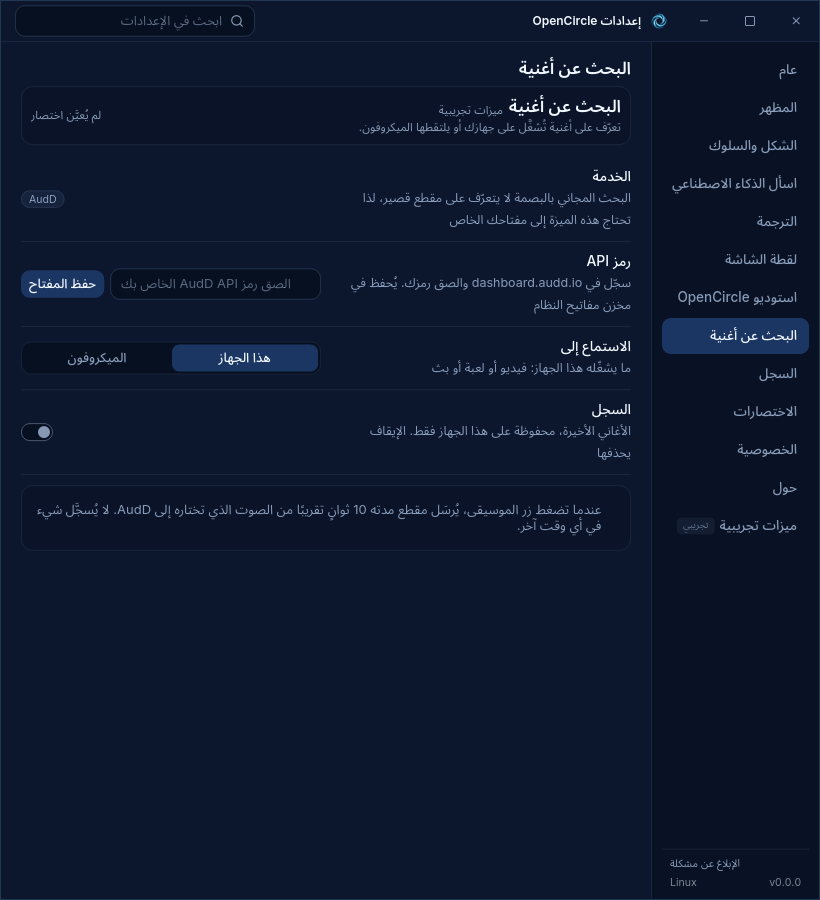 إعدادات OpenCircle
ابحث في الإعدادات
عام
المظهر
الشكل والسلوك
اسأل الذكاء الاصطناعي
الترجمة
لقطة الشاشة
استوديو OpenCircle
البحث عن أغنية
السجل
الاختصارات
الخصوصية
حول
ميزات تجريبية تجريبي
الإبلاغ عن مشكلة
Linux v0.0.0
البحث عن أغنية
البحث عن أغنية ميزات تجريبية
تعرّف على أغنية تُشغَّل على جهازك أو يلتقطها الميكروفون.
لم يُعيَّن اختصار
الخدمة
البحث المجاني بالبصمة لا يتعرّف على مقطع قصير، لذا
تحتاج هذه الميزة إلى مفتاحك الخاص
AudD
رمز API
سجّل في dashboard.audd.io والصق رمزك. يُحفظ في
مخزن مفاتيح النظام
الصق رمز AudD API الخاص بك
حفظ المفتاح
الاستماع إلى
ما يشغّله هذا الجهاز: فيديو أو لعبة أو بث
هذا الجهاز
الميكروفون
السجل
الأغاني الأخيرة، محفوظة على هذا الجهاز فقط. الإيقاف
يحذفها
عندما تضغط زر الموسيقى، يُرسَل مقطع مدته 10 ثوانٍ تقريبًا من الصوت الذي تختاره إلى AudD. لا يُسجَّل شيء
في أي وقت آخر.